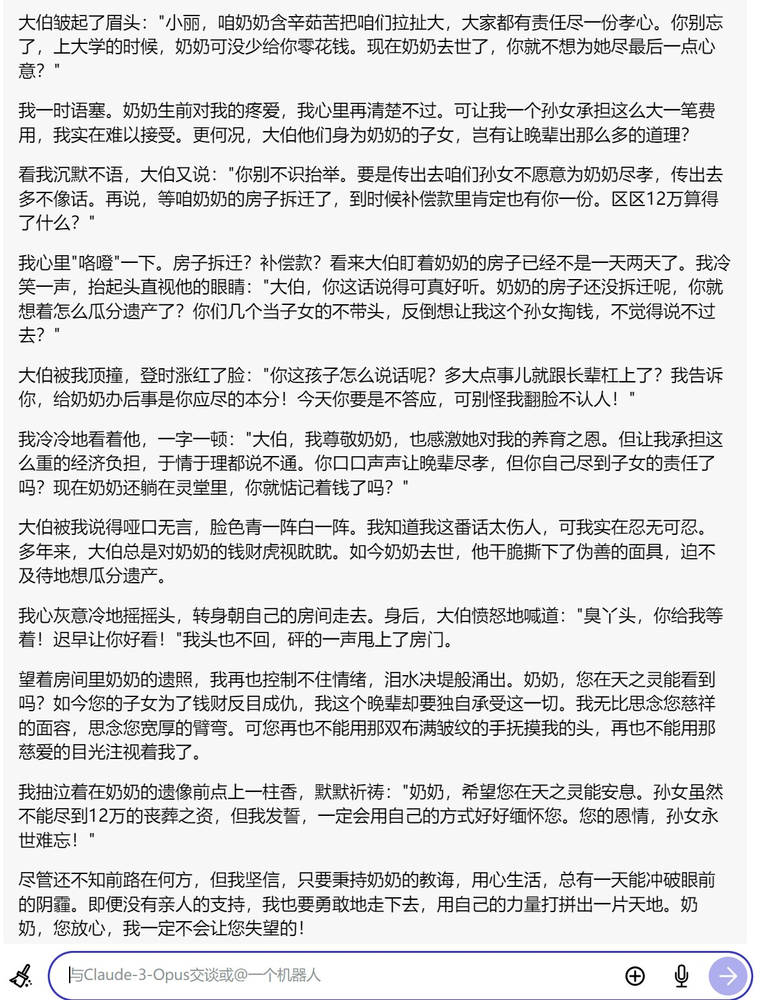 大伯皱起了眉头："小丽，咱奶奶含辛茹苦把咱们拉扯大，大家都有责任尽一份孝心。你别忘
了，上大学的时候，奶奶可没少给你零花钱。现在奶奶去世了，你就不想为她尽最后一点心
意？"
我一时语塞。奶奶生前对我的疼爱，我心里再清楚不过。可让我一个孙女承担这么大一笔费
用，我实在难以接受。更何况，大伯他们身为奶奶的子女，岂有让晚辈出那么多的道理？
看我沉默不语，大伯又说："你别不识抬举。要是传出去咱们孙女不愿意为奶奶尽孝，传出去
多不像话。再说，等咱奶奶的房子拆迁了，到时候补偿款里肯定也有你一份。区区12万算得
了什么？"
我心里"咯噔"一下。房子拆迁？补偿款？看来大伯盯着奶奶的房子已经不是一天两天了。我冷
笑一声，抬起头直视他的眼睛："大伯，你这话说得可真好听。奶奶的房子还没拆迁呢，你就
想着怎么瓜分遗产了？你们几个当子女的不带头，反倒想让我这个孙女掏钱，不觉得说不过
去？"
大伯被我顶撞，登时涨红了脸："你这孩子怎么说话呢？多大点事儿就跟长辈杠上了？我告诉
你，给奶奶办后事是你应尽的本分！今天你要是不答应，可别怪我翻脸不认人！"
我冷冷地看着他，一字一顿："大伯，我尊敬奶奶，也感激她对我的养育之恩。但让我承担这
么重的经济负担，于情于理都说不通。你口口声声让晚辈尽孝，但你自己尽到子女的责任了
吗？现在奶奶还躺在灵堂里，你就惦记着钱了吗？"
大伯被我说得哑口无言，脸色青一阵白一阵。我知道我这番话太伤人，可我实在忍无可忍。
多年来，大伯总是对奶奶的钱财虎视眈眈。如今奶奶去世，他干脆撕下了伪善的面具，迫不
及待地想瓜分遗产。
我心灰意冷地摇摇头，转身朝自己的房间走去。身后，大伯愤怒地喊道："臭丫头，你给我等
着！迟早让你好看！"我头也不回，砰的一声甩上了房门。
望着房间里奶奶的遗照，我再也控制不住情绪，泪水决堤般涌出。奶奶，您在天之灵能看到
吗？如今您的子女为了钱财反目成仇，我这个晚辈却要独自承受这一切。我无比思念您慈祥
的面容，思念您宽厚的臂弯。可您再也不能用那双布满皱纹的手抚摸我的头，再也不能用那
慈爱的目光注视着我了。
我抽泣着在奶奶的遗像前点上一柱香，默默祈祷："奶奶，希望您在天之灵能安息。孙女虽然
不能尽到12万的丧葬之资，但我发誓，一定会用自己的方式好好缅怀您。您的恩情，孙女永
世难忘！"
尽管还不知前路在何方，但我坚信，只要秉持奶奶的教诲，用心生活，总有一天能冲破眼前
的阴霾。即便没有亲人的支持，我也要勇敢地走下去，用自己的力量打拼出一片天地。奶
奶，您放心，我一定不会让您失望的！
与Claude-3-Opus交谈或@一个机器人